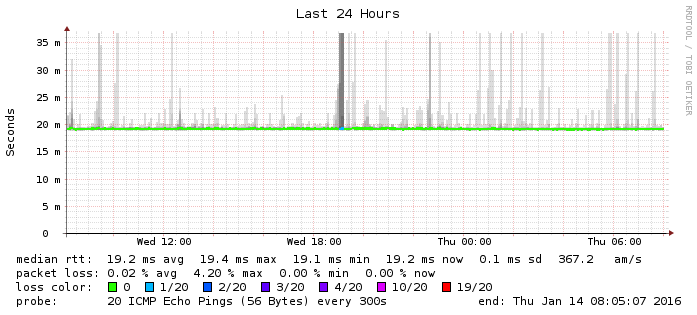 Last 24 Hours
RRDTOOL / TOBI OETIKER
Seconds
35 m
30 m
25 m
20 m
15 m
10 m
5 m
0
Wed 12:00 Wed 18:00 Thu 00:00 Thu 06:00
median rtt: 19.2 ms avg 19.4 ms max 19.1 ms min 19.2 ms now 0.1 ms sd 367.2 am/s
packet loss: 0.02 % avg 4.20 % max 0.00 % min 0.00 % now
loss color: 0 1/20 2/20 3/20 4/20 10/20 19/20
probe: 20 ICMP Echo Pings (56 Bytes) every 300s end: Thu Jan 14 08:05:07 2016